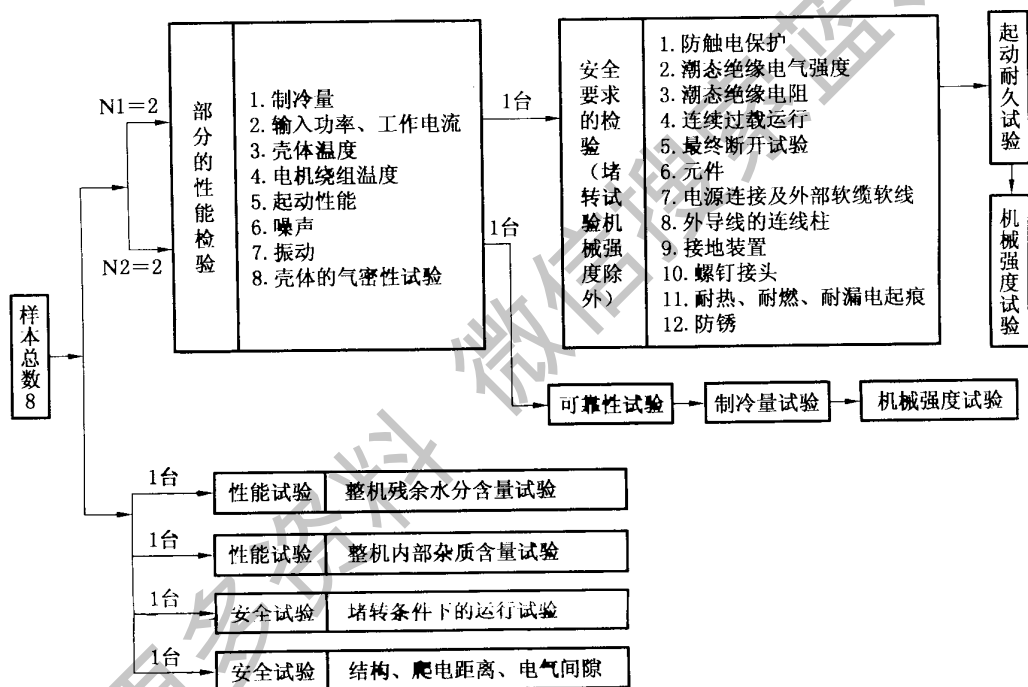 样本总数8
N1=2
N2=2
部分的性能检验
1. 制冷量
2. 输入功率、工作电流
3. 壳体温度
4. 电机绕组温度
5. 起动性能
6. 噪声
7. 振动
8. 壳体的气密性试验
1台
1台
安全
要求
的检
验
(堵
转试
验机
械强
度除
外)
1. 防触电保护
2. 潮态绝缘电气强度
3. 潮态绝缘电阻
4. 连续过载运行
5. 最终断开试验
6. 元件
7. 电源连接及外部软缆软线
8. 外导线的连线柱
9. 接地装置
10. 螺钉接头
11. 耐热、耐燃、耐漏电起痕
12. 防锈
起动耐久试验
机械强度试验
可靠性试验
制冷量试验
机械强度试验
1台
性能试验 整机残余水分含量试验
1台
性能试验 整机内部杂质含量试验
1台
安全试验 堵转条件下的运行试验
1台
安全试验 结构、爬电距离、电气间隙
多资料 微信搜索蓝